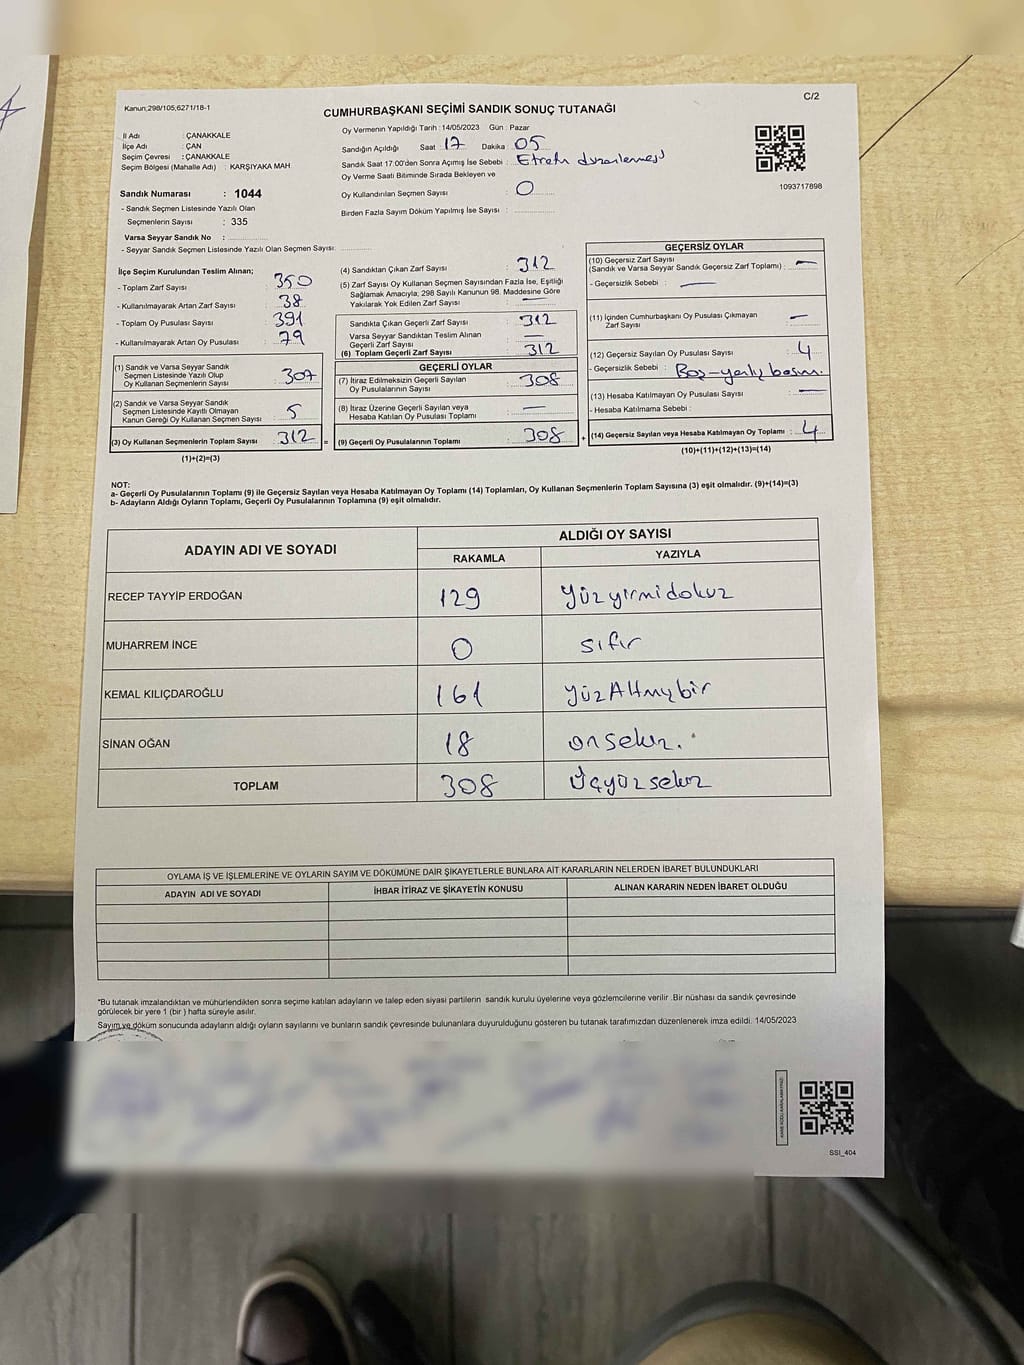 C/2
Kanun:298/105,6271/18-1
CUMHURBAŞKANI SEÇİMİ SANDIK SONUÇ TUTANAĞI
İl Adı : ÇANAKKALE
İlçe Adı : ÇAN
Seçim Çevresi : ÇANAKKALE
Seçim Bölgesi (Mahalle Adı) : KARŞIYAKA MAH
Sandık Numarası : 1044
- Sandık Seçmen Listesinde Yazılı Olan
Seçmenlerin Sayısı : 335
Varsa Seyyar Sandık No :
- Seyyar Sandık Seçmen Listesinde Yazılı Olan Seçmen Sayısı:
Oy Vermenin Yapıldığı Tarih :14/05/2023 Gün : Pazar
Sandığın Açıldığı Saat 17 Dakika 05
Sandık Saat 17.00'den Sonra Açımış İse Sebebi : Etrafın düzenlemesi
Oy Verme Saati Bitiminde Sırada Bekleyen ve
Oy Kullandırılan Seçmen Sayısı : 0
Birden Fazla Sayım Döküm Yapılmış İse Sayısı :
1093717898
İlçe Seçim Kurulundan Teslim Alınan;
- Toplam Zarf Sayısı : 350
- Kullanılmayarak Artan Zarf Sayısı : 38
- Toplam Oy Pusulası Sayısı : 391
- Kullanılmayarak Artan Oy Pusulası : 79
(1) Sandık ve Varsa Seyyar Sandık
Seçmen Listesinde Yazılı Olup
Oy Kullanan Seçmenlerin Sayısı : 307
(2) Sandık ve Varsa Seyyar Sandık
Seçmen Listesinde Kayıtlı Olmayan
Kanun Gereği Oy Kullanan Seçmen Sayısı : 5
(3) Oy Kullanan Seçmenlerin Toplam Sayısı : 312 =
(1)+(2)=(3)
(4) Sandıktan Çıkan Zarf Sayısı : 312
(5) Zarf Sayısı Oy Kullanan Seçmen Sayısından Fazla İse, Eşitliği
Sağlamak Amacıyla, 298 Sayılı Kanunun 98. Maddesine Göre
Yakılarak Yok Edilen Zarf Sayısı : —
Sandıkta Çıkan Geçerli Zarf Sayısı : 312
Varsa Seyyar Sandıktan Teslim Alınan
Geçerli Zarf Sayısı : —
(6) Toplam Geçerli Zarf Sayısı : 312
GEÇERLİ OYLAR
(7) İtiraz Edilmeksizin Geçerli Sayılan
Oy Pusulalarının Sayısı : 308
(8) İtiraz Üzerine Geçerli Sayılan veya
Hesaba Katılan Oy Pusulası Toplamı : —
(9) Geçerli Oy Pusulalarının Toplamı : 308 +
GEÇERSİZ OYLAR
(10) Geçersiz Zarf Sayısı
(Sandık ve Varsa Seyyar Sandık Geçersiz Zarf Toplamı) : —
- Geçersizlik Sebebi : —
(11) İçinden Cumhurbaşkanı Oy Pusulası Çıkmayan
Zarf Sayısı : —
(12) Geçersiz Sayılan Oy Pusulası Sayısı : 4
- Geçersizlik Sebebi : Boş-yanlış basım.
(13) Hesaba Katılmayan Oy Pusulası Sayısı : —
- Hesaba Katılmama Sebebi :
(14) Geçersiz Sayılan veya Hesaba Katılmayan Oy Toplamı : 4
(10)+(11)+(12)+(13)=(14)
NOT:
a- Geçerli Oy Pusulalarının Toplamı (9) ile Geçersiz Sayılan veya Hesaba Katılmayan Oy Toplamı (14) Toplamları, Oy Kullanan Seçmenlerin Toplam Sayısına (3) eşit olmalıdır. (9)+(14)=(3)
b- Adayların Aldığı Oyların Toplamı, Geçerli Oy Pusulalarının Toplamına (9) eşit olmalıdır.
ADAYIN ADI VE SOYADI ALDIĞI OY SAYISI
RAKAMLA YAZIYLA
RECEP TAYYİP ERDOĞAN 129 Yüzyirmidokuz
MUHARREM İNCE 0 sıfır
KEMAL KILIÇDAROĞLU 161 YüzAltmışbir
SİNAN OĞAN 18 onsekiz.
TOPLAM 308 Üçyüzsekiz
OYLAMA İŞ VE İŞLEMLERİNE VE OYLARIN SAYIM VE DÖKÜMÜNE DAİR ŞİKAYETLERLE BUNLARA AİT KARARLARIN NELERDEN İBARET BULUNDUKLARI
ADAYIN ADI VE SOYADI İHBAR İTİRAZ VE ŞİKAYETİN KONUSU ALINAN KARARIN NEDEN İBARET OLDUĞU
*Bu tutanak imzalandıktan ve mühürlendikten sonra seçime katılan adayların ve talep eden siyasi partilerin sandık kurulu üyelerine veya gözlemcilerine verilir .Bir nüshası da sandık çevresinde
görülecek bir yere 1 (bir ) hafta süreyle asılır.
Sayım ve döküm sonucunda adayların aldığı oyların sayılarını ve bunların sandık çevresinde bulunanlara duyurulduğunu gösteren bu tutanak tarafımızdan düzenlenerek imza edildi. 14/05/2023
SSI_404